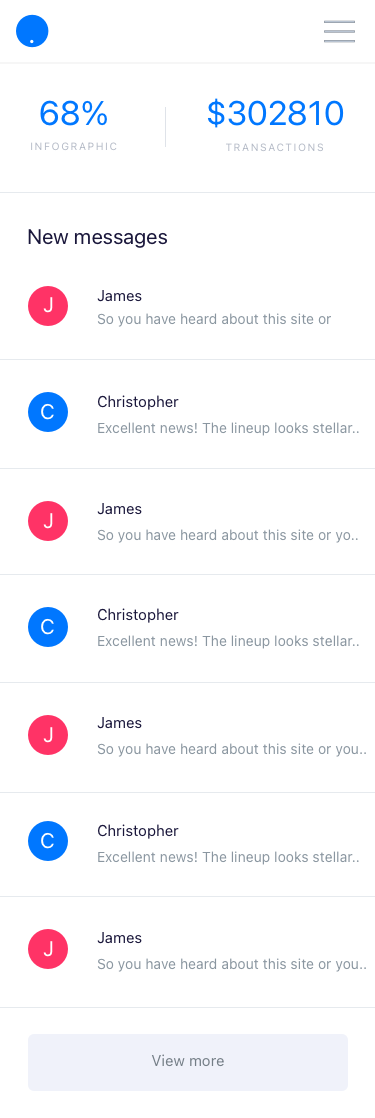 68%
$302810
INFOGRAPHIC
TRANSACTIONS
New messages
J
James
So you have heard about this site or
C
Christopher
Excellent news! The lineup looks stellar..
J
James
So you have heard about this site or yo..
C
Christopher
Excellent news! The lineup looks stellar..
J
James
So you have heard about this site or you..
C
Christopher
Excellent news! The lineup looks stellar..
J
James
So you have heard about this site or you..
View more